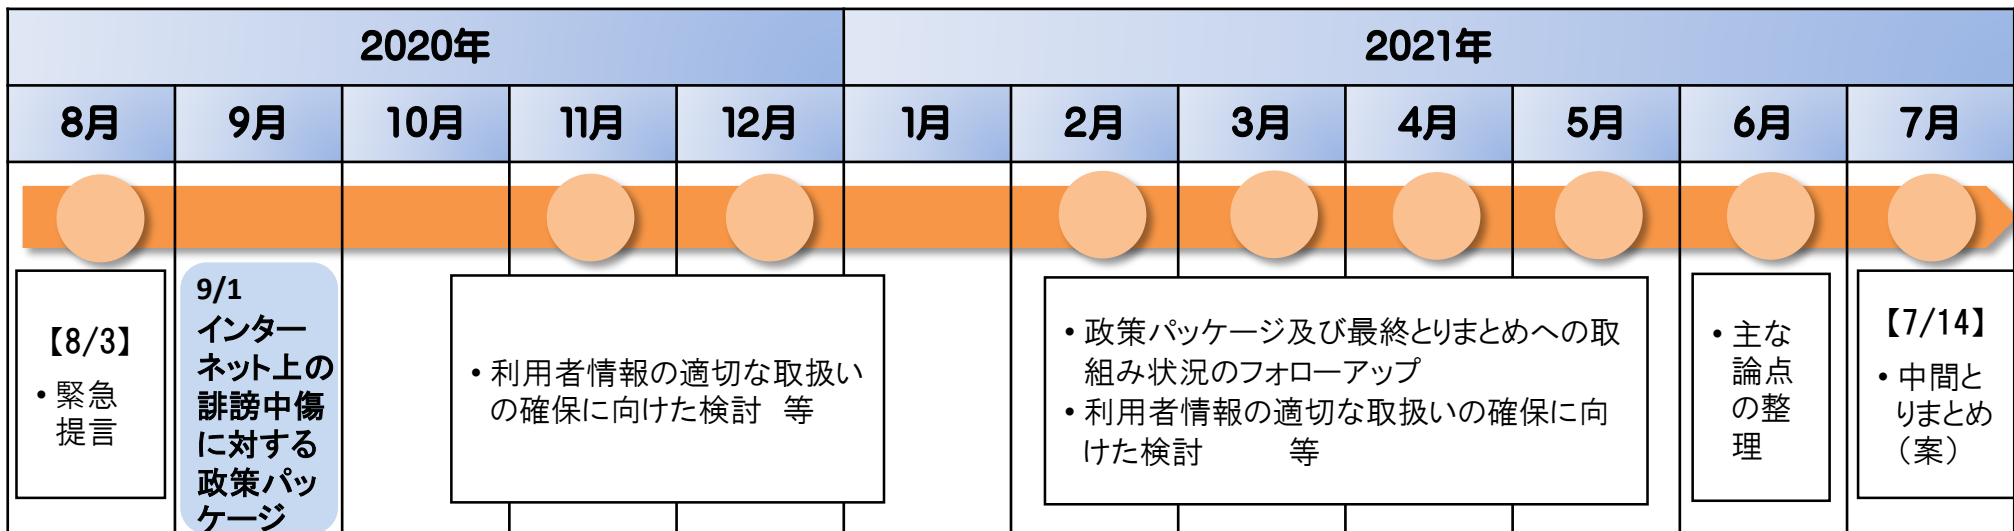 2020年
2021年
8月
9月
10月
11月
12月
1月
2月
3月
4月
5月
6月
7月
【8/3】
• 緊急
提言
9/1
インター
ネット上の
誹謗中傷
に対する
政策パッ
ケージ
• 利用者情報の適切な取扱い
の確保に向けた検討　等
• 政策パッケージ及び最終とりまとめへの取
組み状況のフォローアップ
• 利用者情報の適切な取扱いの確保に向
けた検討　　等
• 主な
論点
の整
理
【7/14】
• 中間と
りまとめ
（案）